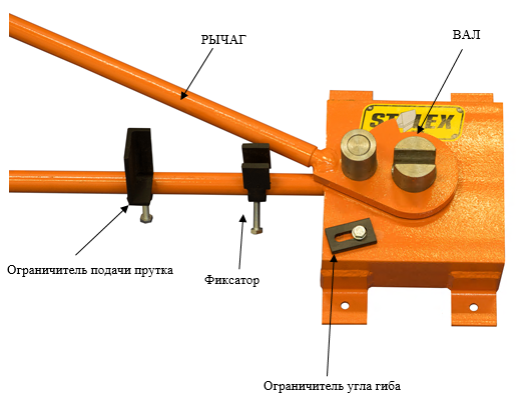 РЫЧАГ
ВАЛ
Ограничитель подачи прутка
Фиксатор
Ограничитель угла гиба